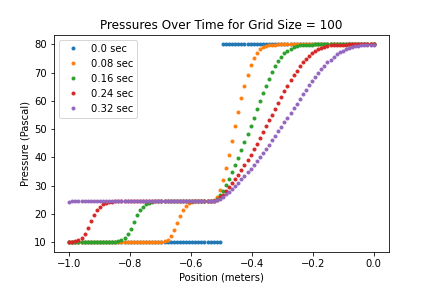 Pressures Over Time for Grid Size = 100
80
70
60
50
40
30
20
10
Pressure (Pascal)
0.0 sec
0.08 sec
0.16 sec
0.24 sec
0.32 sec
−1.0 −0.8 −0.6 −0.4 −0.2 0.0
Position (meters)